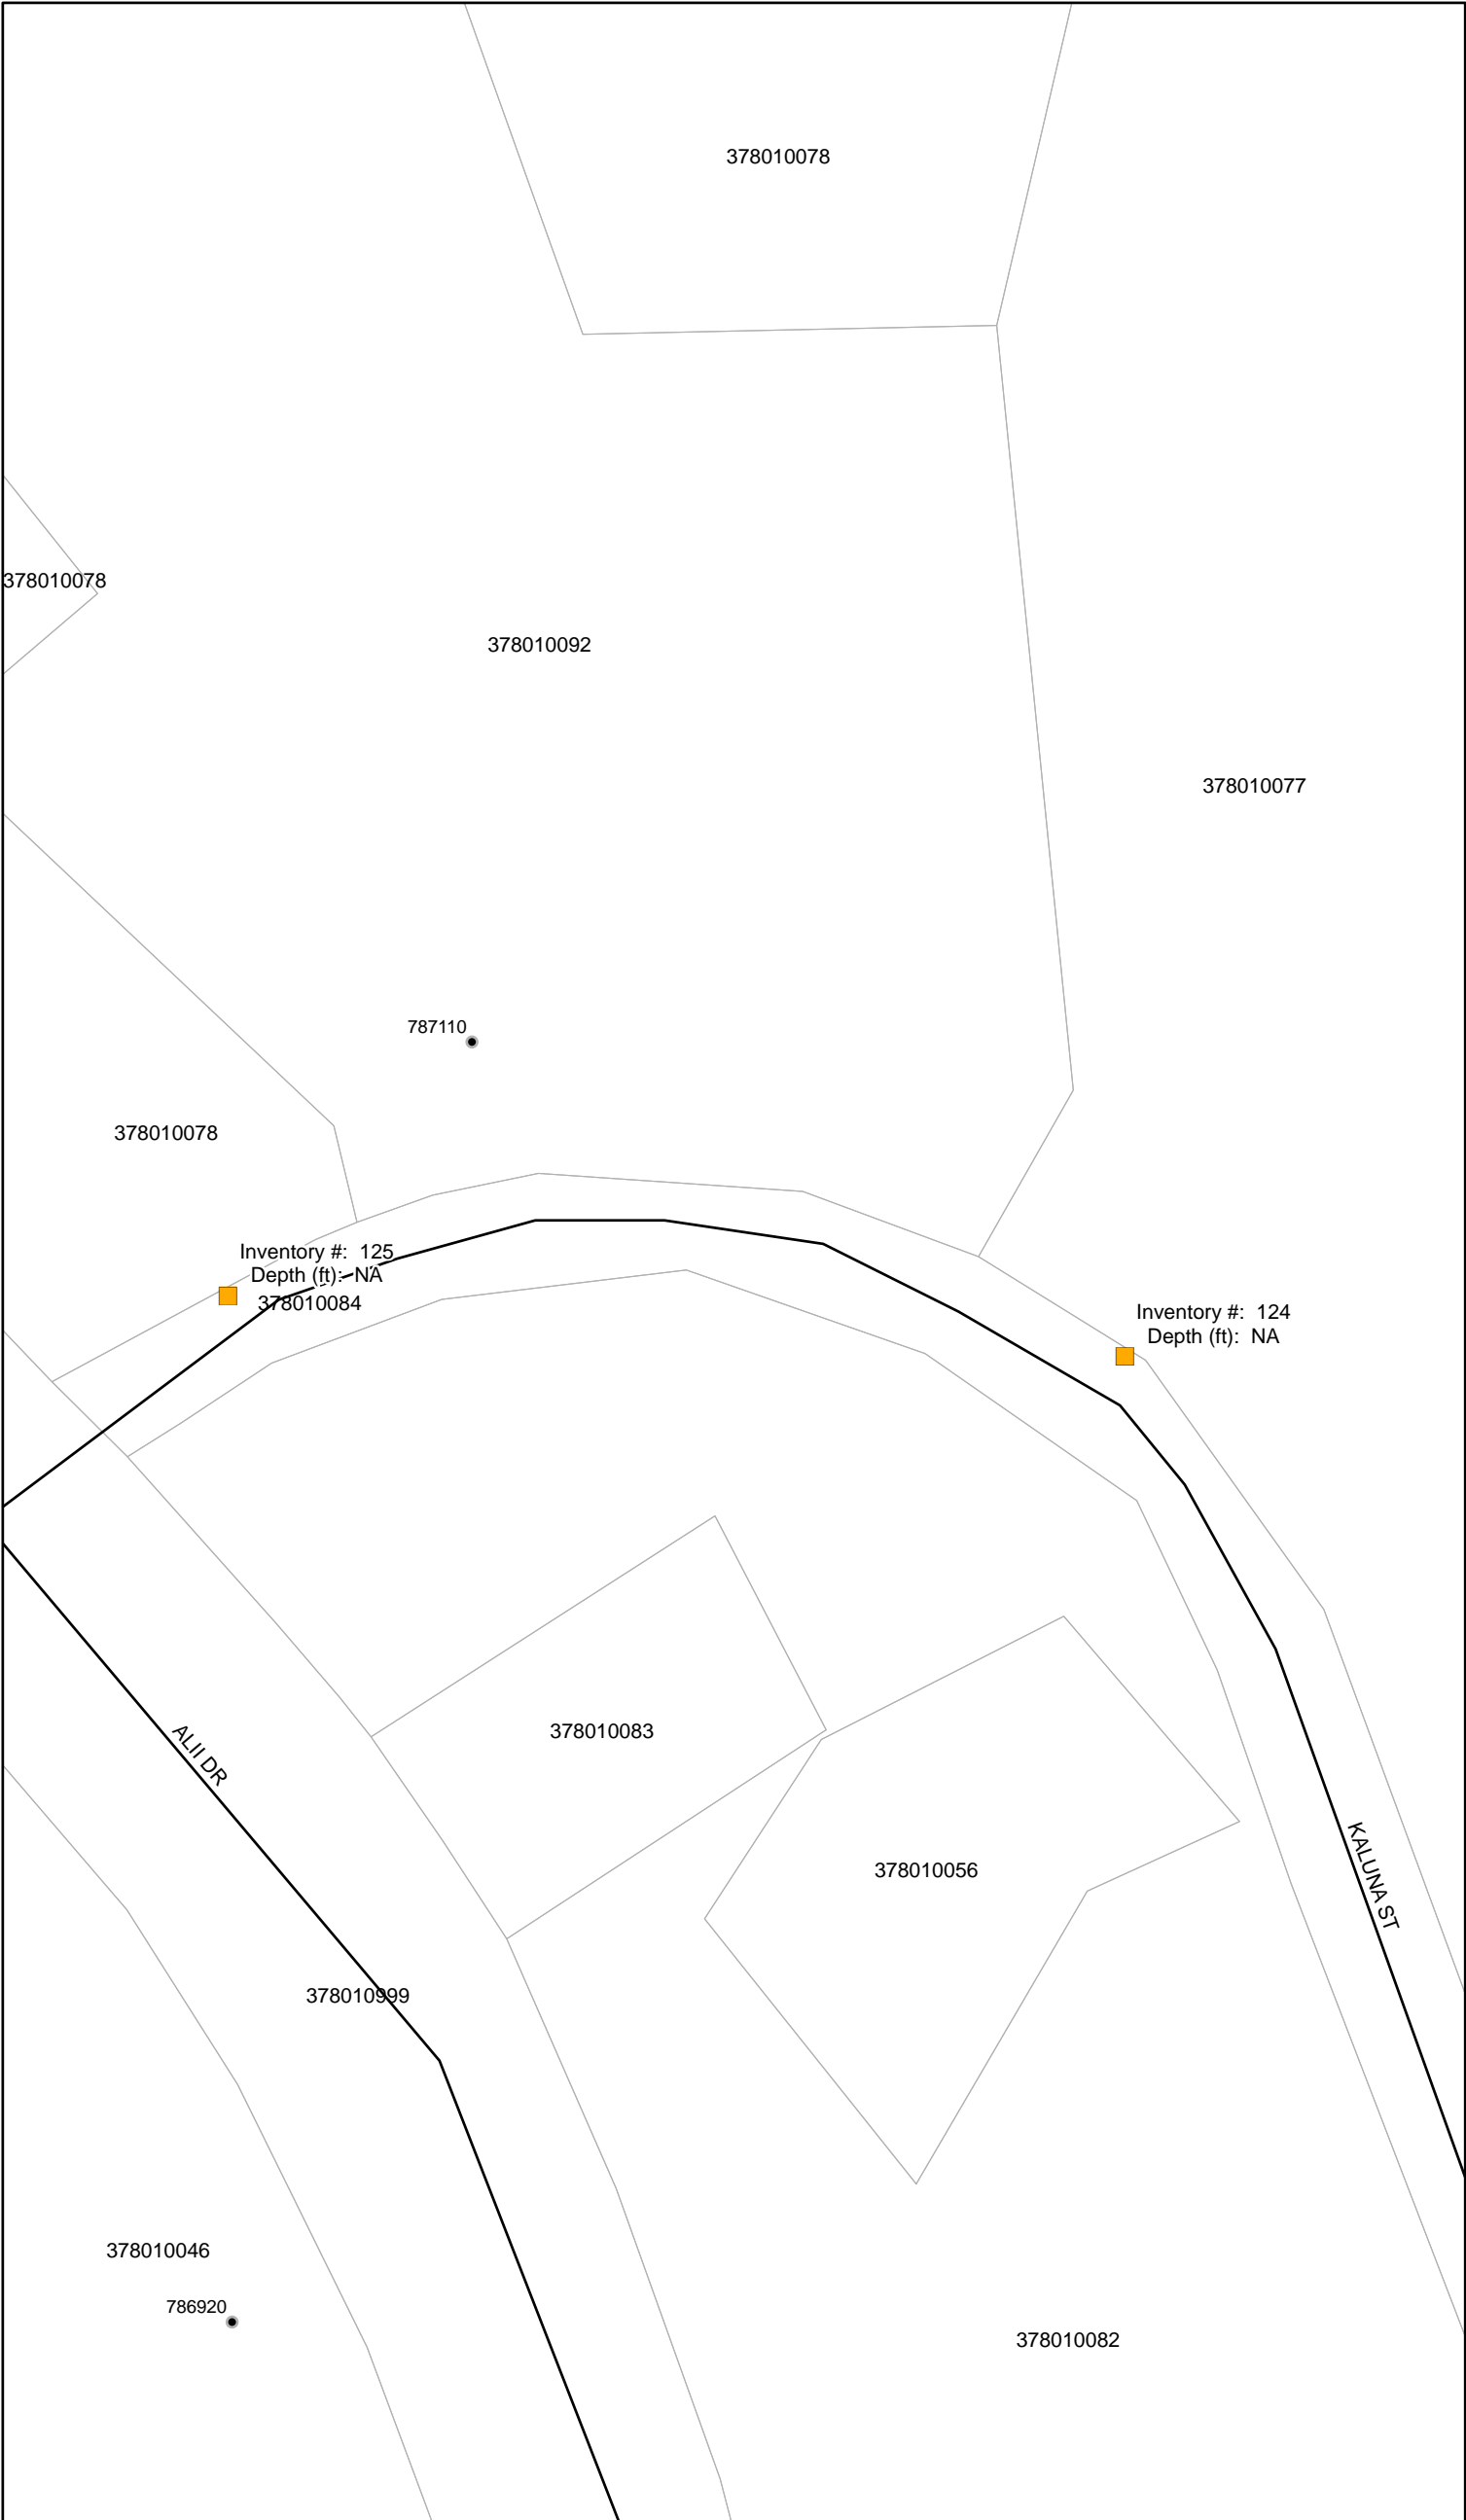 378010078
378010078
378010092
378010077
787110
378010078
Inventory #: 125
Depth (ft): NA
378010084
Inventory #: 124
Depth (ft): NA
378010083
ALII DR
378010056
KALUNA ST
378010999
378010046
786920
378010082